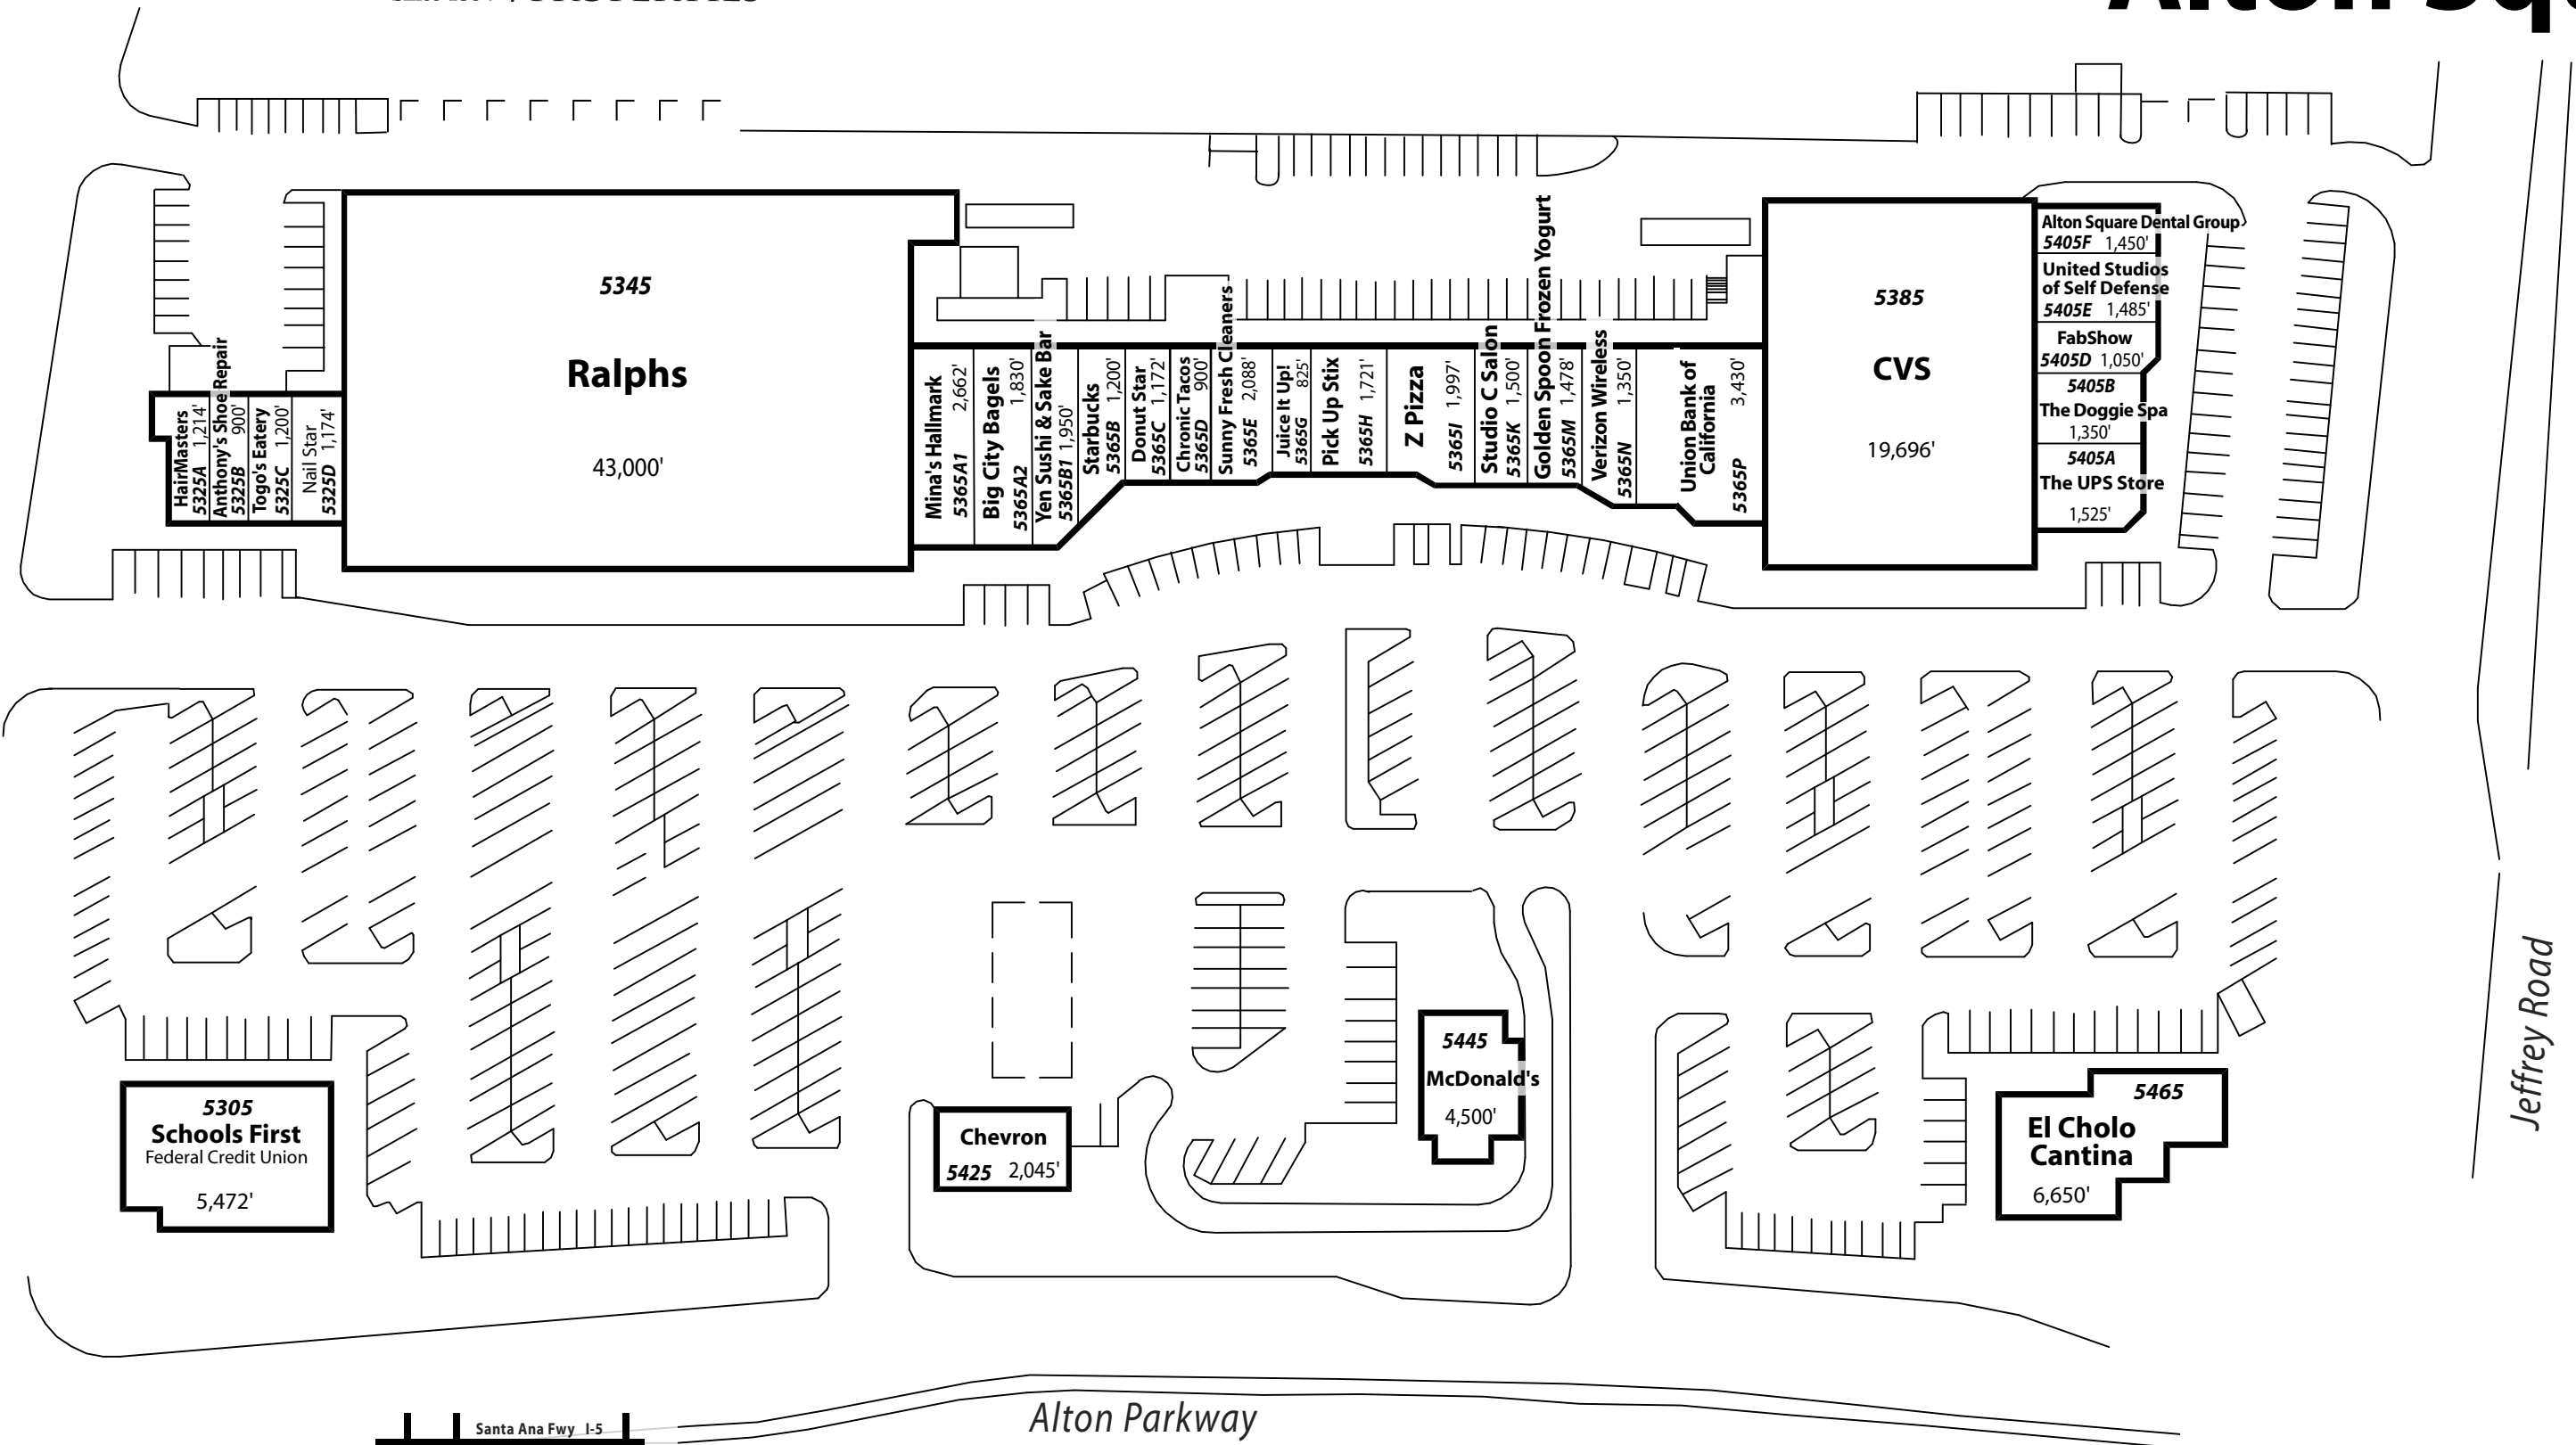 Alton Squ
5345
Ralphs
43,000'
HairMasters
5325A 1,214'
Anthony's Shoe Repair
5325B 900'
Togo's Eatery
5325C 1,200'
Nail Star
5325D 1,174'
Mina's Hallmark
5365A1 2,662'
Big City Bagels
5365A2 1,830'
Yen Sushi & Sake Bar
5365B1 1,950'
Starbucks
5365B 1,200'
Donut Star
5365C 1,172'
Chronic Tacos
5365D 900'
Sunny Fresh Cleaners
5365E 2,088'
Juice It Up!
5365G 825'
Pick Up Stix
5365H 1,721'
Z Pizza
5365I 1,997'
Studio C Salon
5365K 1,500'
Golden Spoon Frozen Yogurt
5365M 1,478'
Verizon Wireless
5365N 1,350'
Union Bank of
California
5365P 3,430'
5385
CVS
19,696'
Alton Square Dental Group
5405F 1,450'
United Studios
of Self Defense
5405E 1,485'
FabShow
5405D 1,050'
5405B
The Doggie Spa
1,350'
5405A
The UPS Store
1,525'
5305
Schools First
Federal Credit Union
5,472'
Chevron
5425 2,045'
5445
McDonald's
4,500'
5465
El Cholo
Cantina
6,650'
Jeffrey Road
Alton Parkway
Santa Ana Fwy I-5